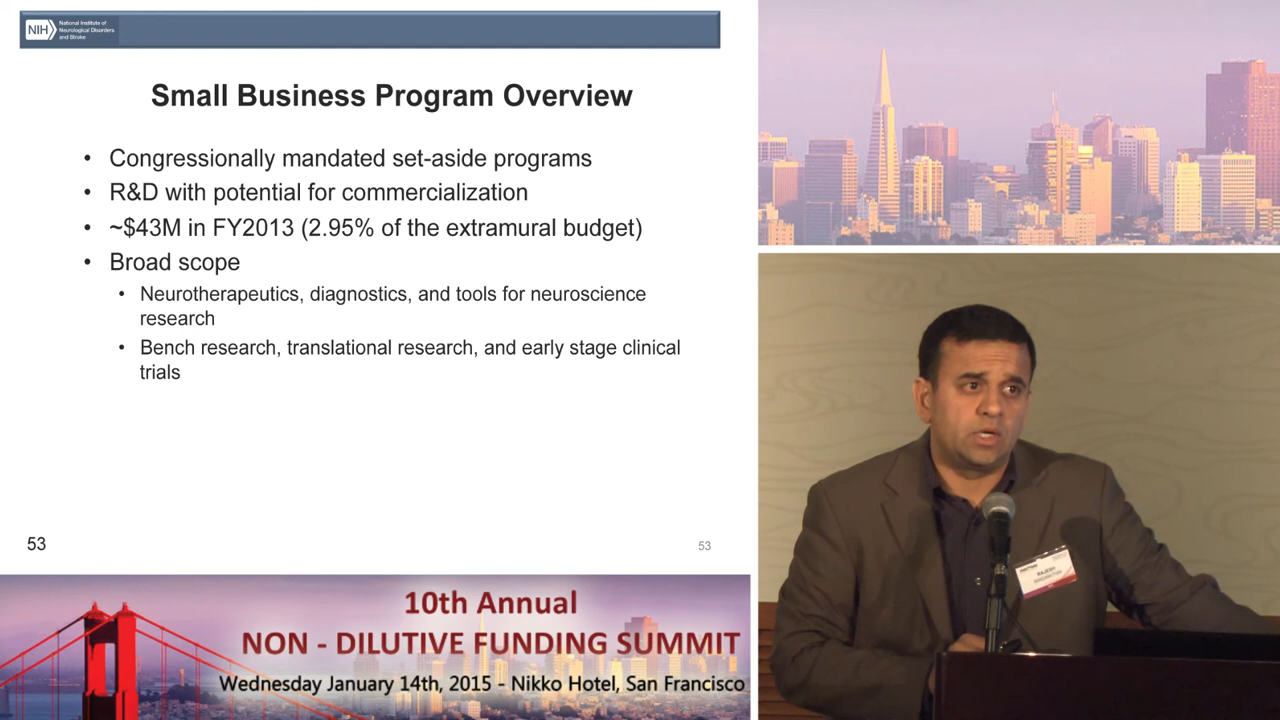 NIH
National Institute of
Neurological Disorders
and Stroke
Small Business Program Overview
• Congressionally mandated set-aside programs
• R&D with potential for commercialization
• ~$43M in FY2013 (2.95% of the extramural budget)
• Broad scope
• Neurotherapeutics, diagnostics, and tools for neuroscience
research
• Bench research, translational research, and early stage clinical
trials
53
53
10th Annual
NON - DILUTIVE FUNDING SUMMIT
Wednesday January 14th, 2015 - Nikko Hotel, San Francisco
RAJESH